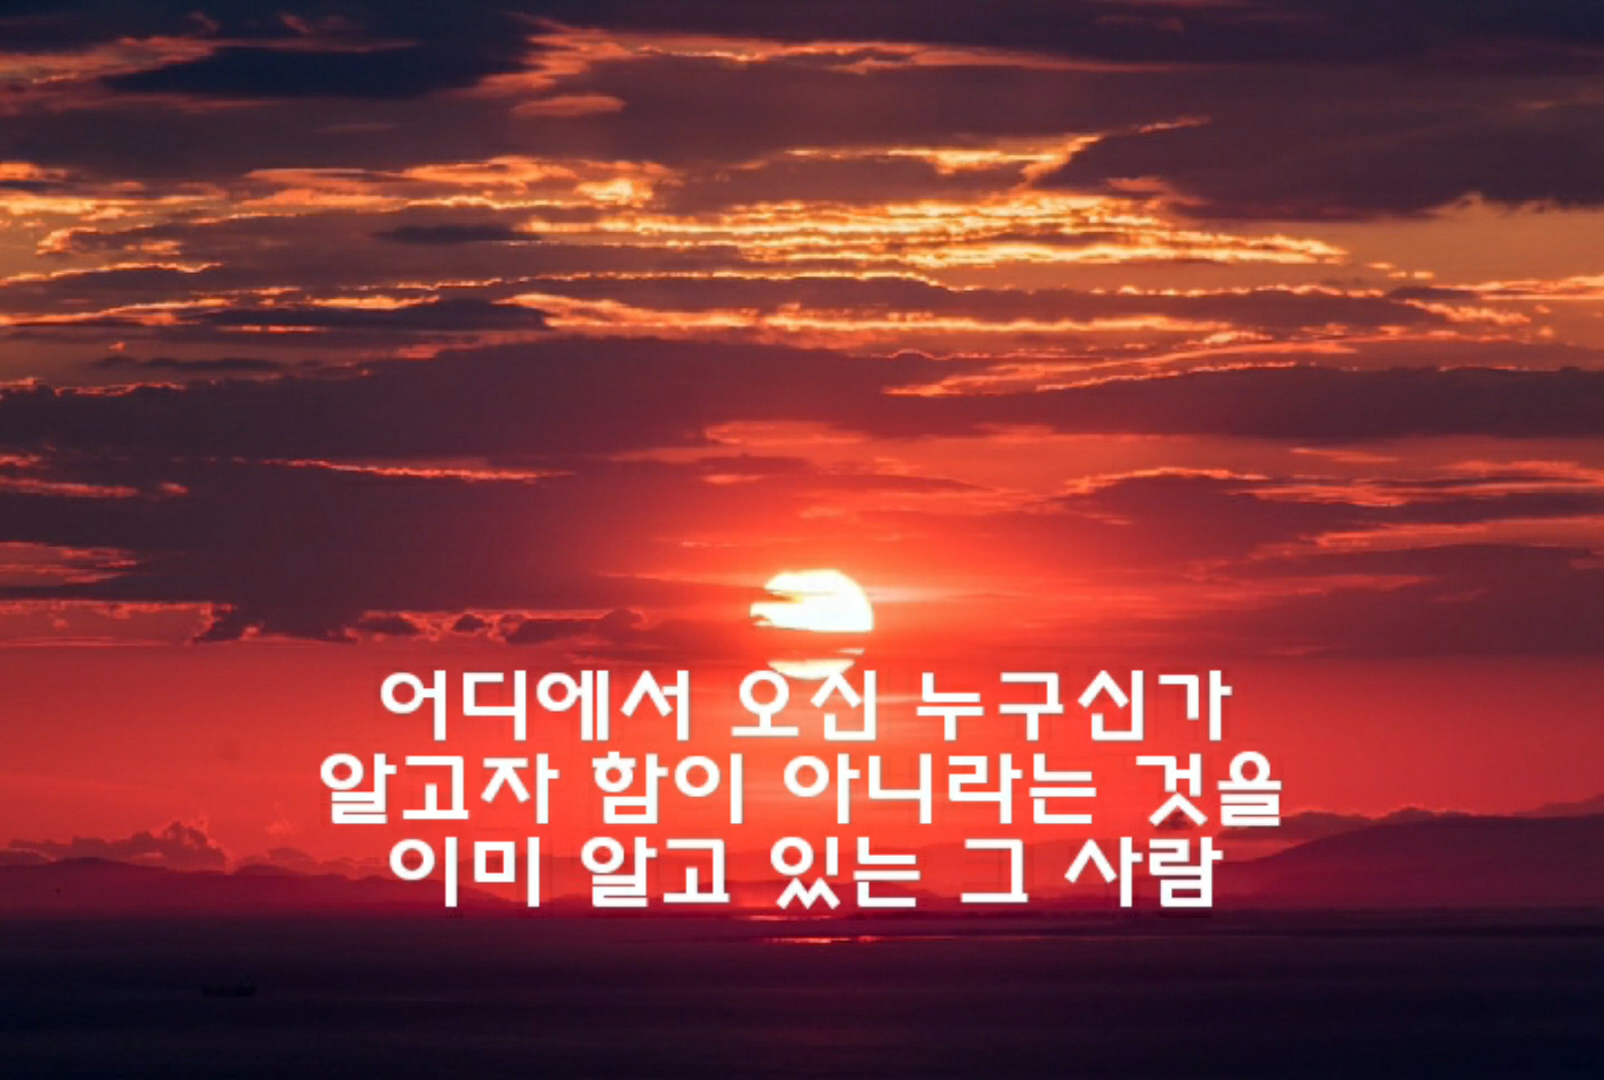 어디에서 오신 누구신가
알고자 함이 아니라는 것을
이미 알고 있는 그 사람